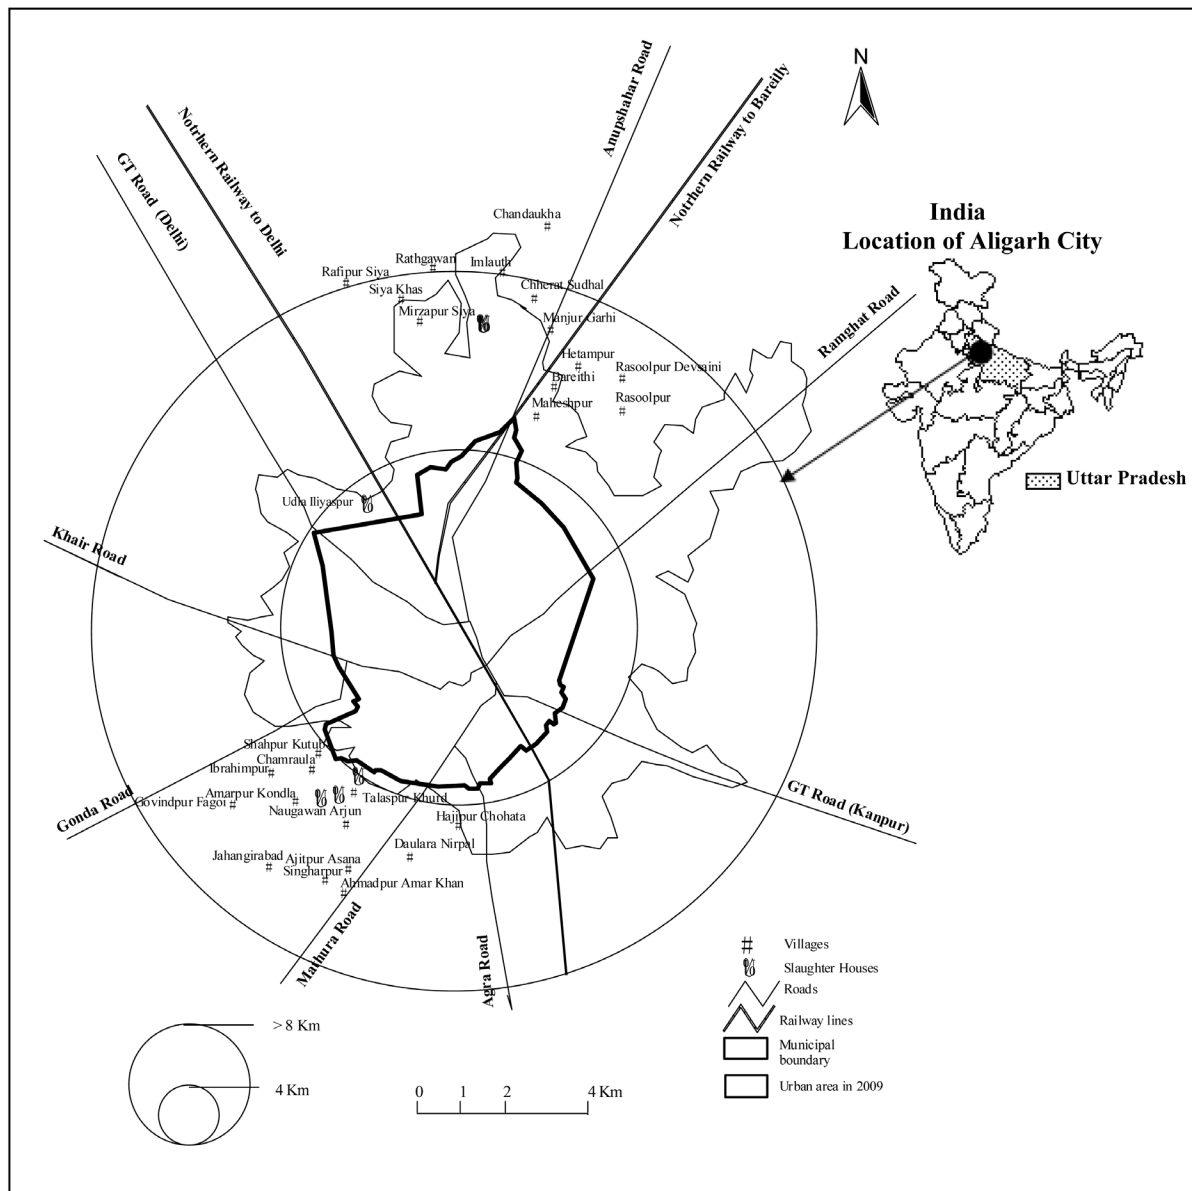 N
Anupshahar Road
Notrhern Railway to Bareilly
Notrhern Railway to Delhi
GT Road (Delhi)
India
Location of Aligarh City
Chandaukha
Rathgawan
Imlauth
Rafipur Siya
Siya Khas
Chherat Sudhal
Mirzapur Siya
Manjur Garhi
Ramghat Road
Hetampur
Rasoolpur Devsaini
Bareithi
Maheshpur
Rasoolpur
Uttar Pradesh
Udla Iliyaspur
Khair Road
Shahpur Kutub
Chamraula
Ibrahimpur
Amarpur Kondla
Govindpur Fagoi
Talaspur Khurd
Naugawan Arjun
Gonda Road
GT Road (Kanpur)
Hajipur Chohata
Daulara Nirpal
Jahangirabad
Ajitpur Asana
Singharpur
Ahmadpur Amar Khan
Mathura Road
Agra Road
Villages
Slaughter Houses
Roads
Railway lines
Municipal
boundary
Urban area in 2009
> 8 Km
4 Km
0 1 2 4 Km